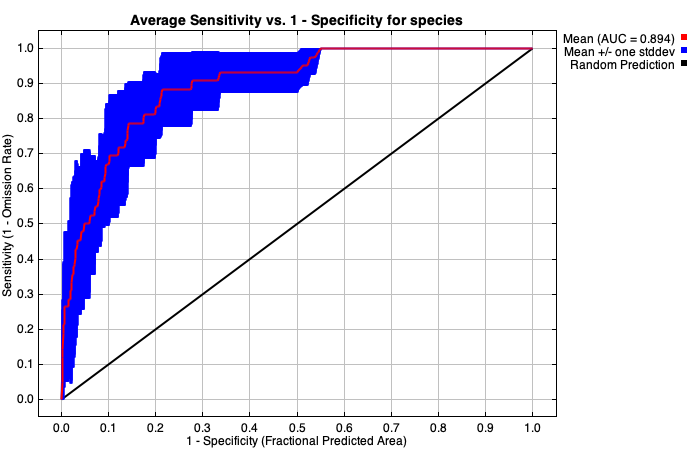 Average Sensitivity vs. 1 - Specificity for species
Mean (AUC = 0.894)
Mean +/- one stddev
Random Prediction
Sensitivity (1 - Omission Rate)
1.0
0.9
0.8
0.7
0.6
0.5
0.4
0.3
0.2
0.1
0.0
0.0 0.1 0.2 0.3 0.4 0.5 0.6 0.7 0.8 0.9 1.0
1 - Specificity (Fractional Predicted Area)